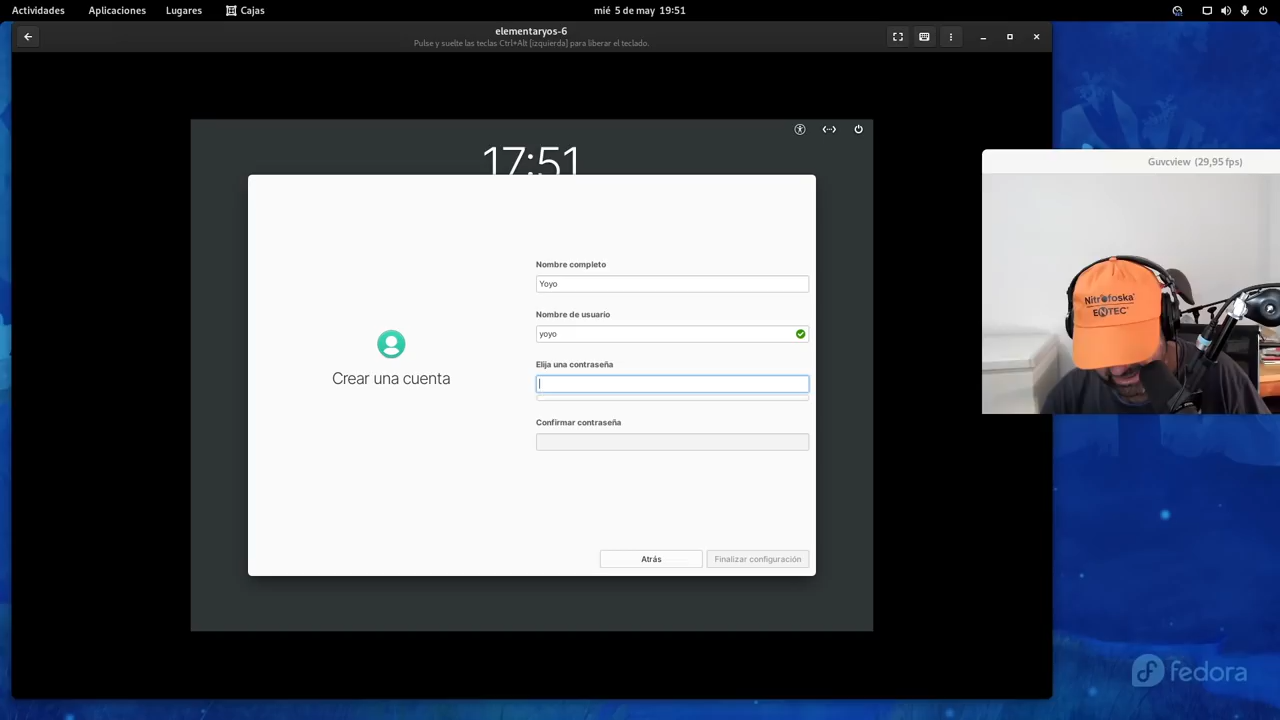 Actividades
Aplicaciones
Lugares
Cajas
mié 5 de may 19:51
elementaryos-6
Pulse y suelte las teclas Ctrl+Alt [izquierda] para liberar el teclado.
17:51
Guvcview (29,95 fps)
Nombre completo
Yoyo
Nombre de usuario
yoyo
Elija una contraseña
Crear una cuenta
Confirmar contraseña
Atrás
Finalizar configuración
Nitrofoska
ENTEC
fedora